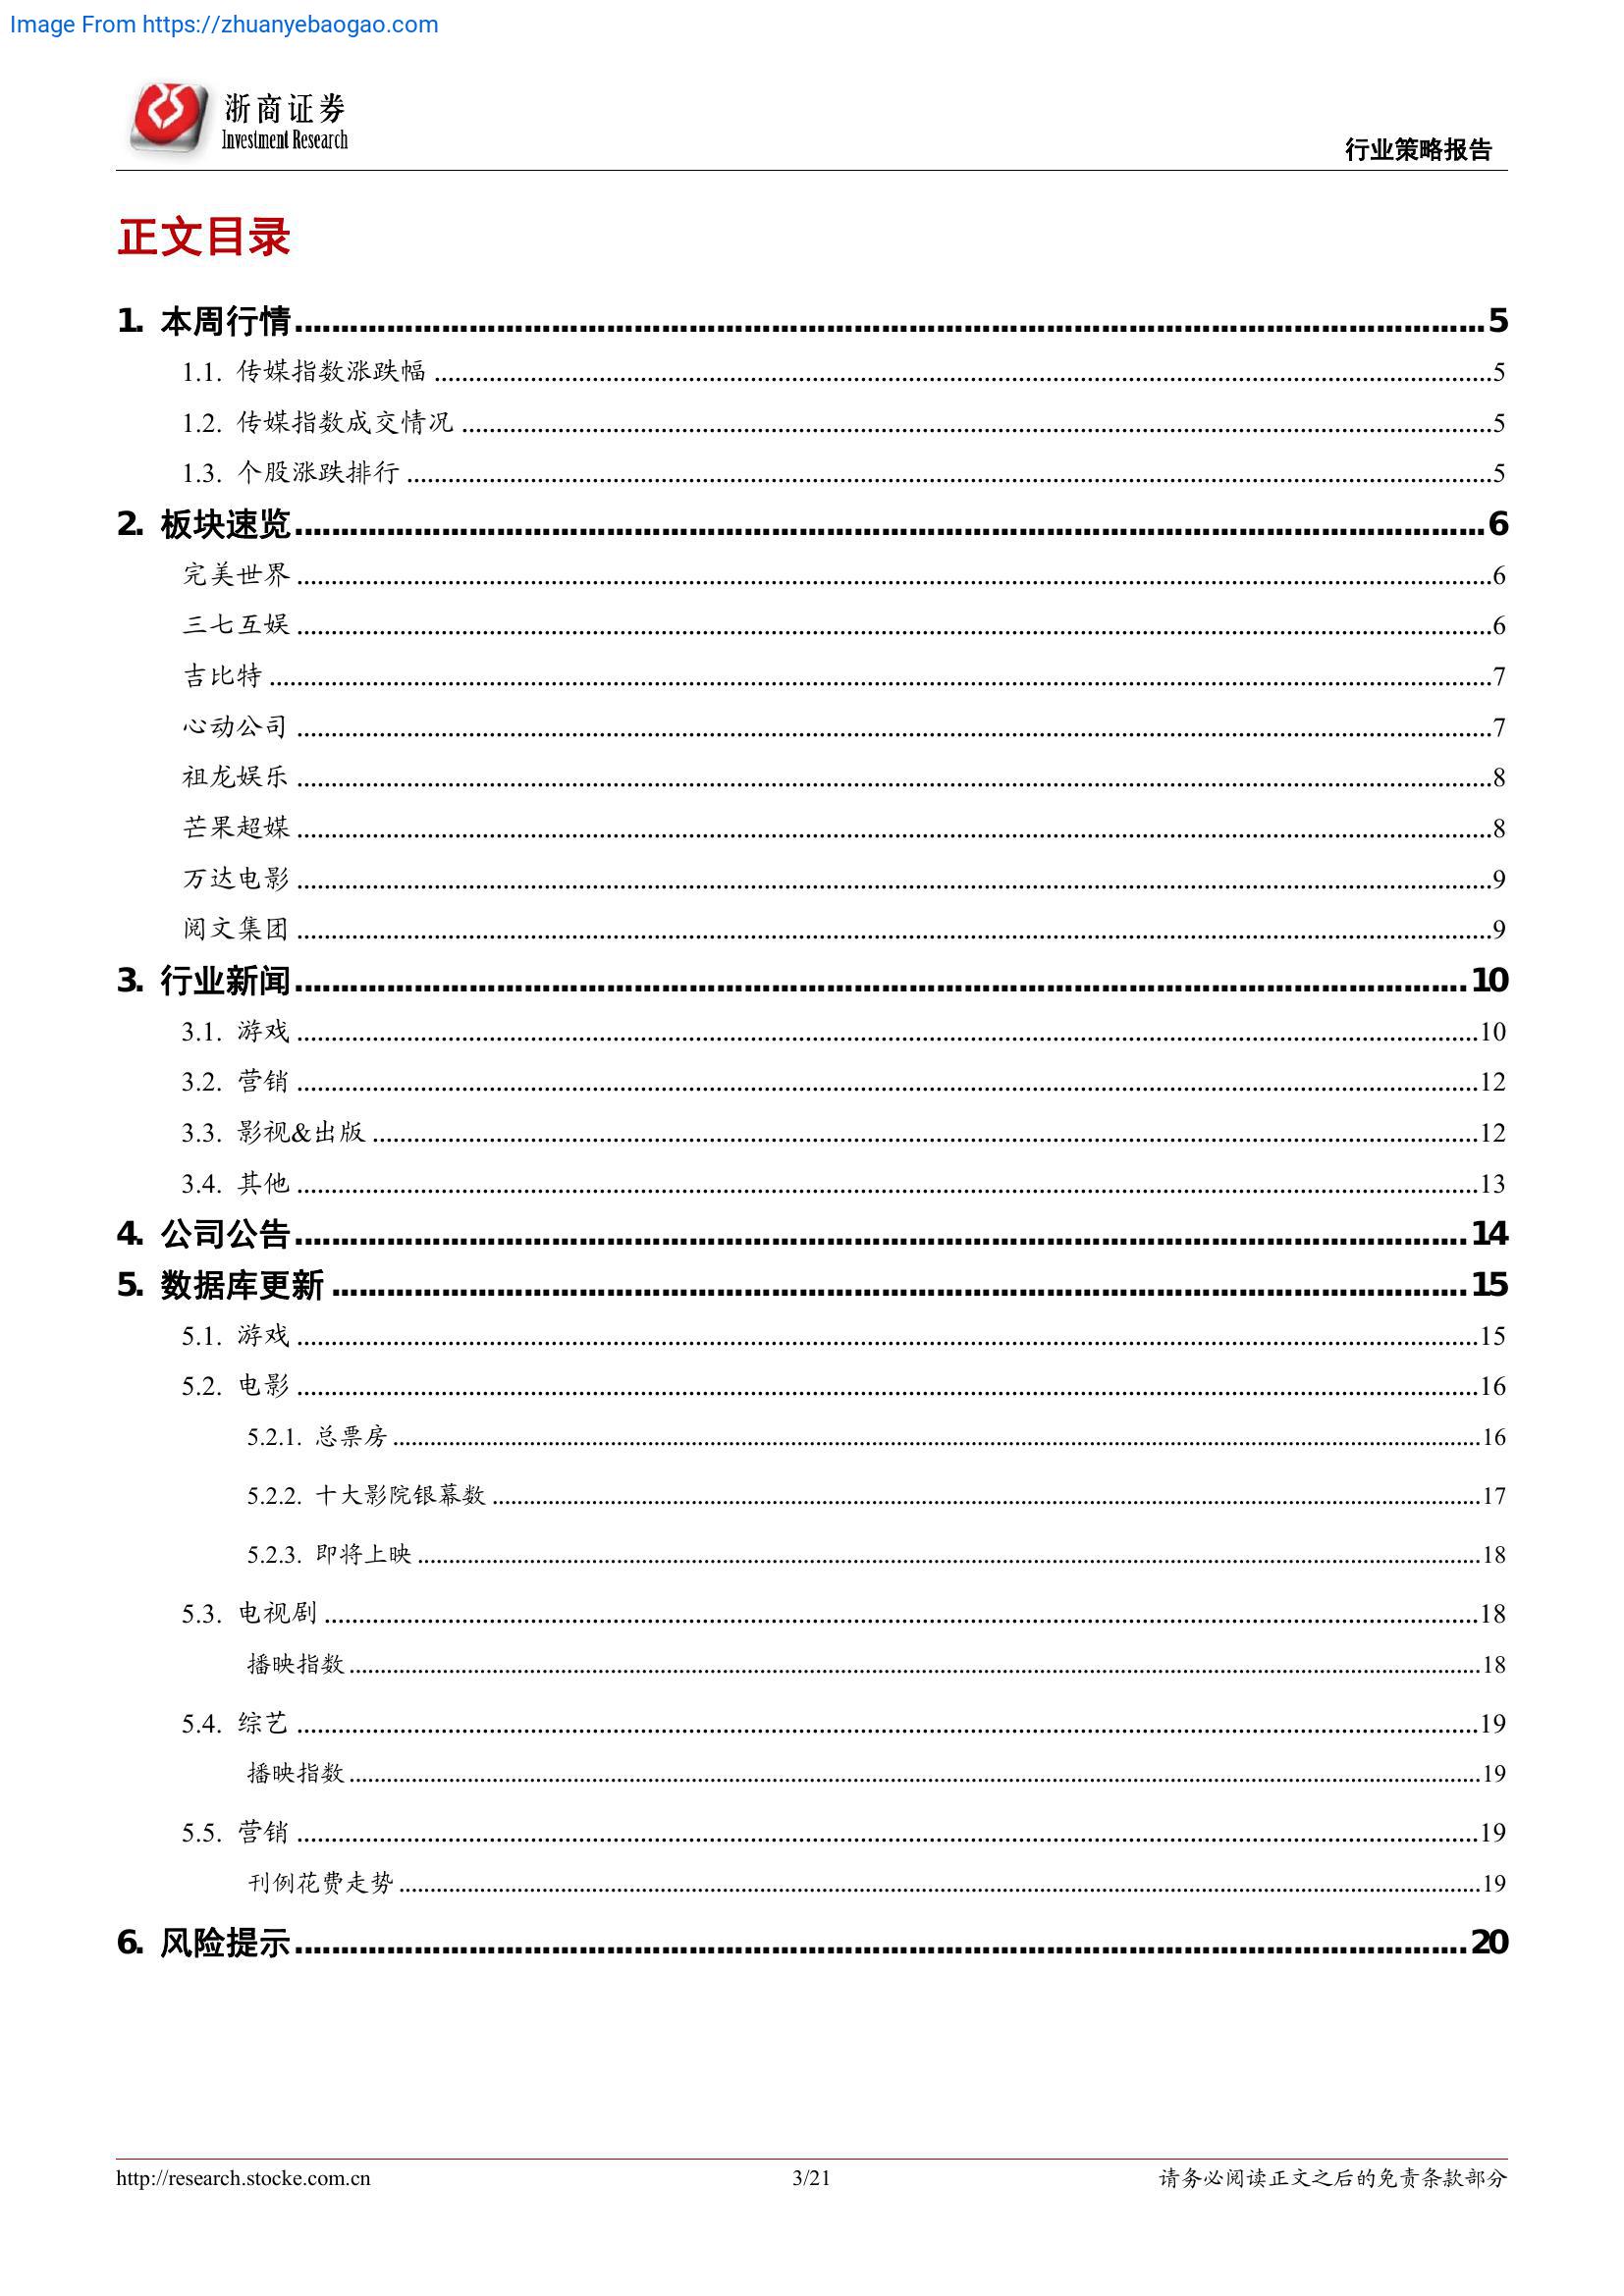 Image From https://zhuanyebaogao.com
浙商证券
Investment Research
行业策略报告
正文目录
1. 本周行情 5
1.1. 传媒指数涨跌幅 5
1.2. 传媒指数成交情况 5
1.3. 个股涨跌排行 5
2. 板块速览 6
完美世界 6
三七互娱 6
吉比特 7
心动公司 7
祖龙娱乐 8
芒果超媒 8
万达电影 9
阅文集团 9
3. 行业新闻 10
3.1. 游戏 10
3.2. 营销 12
3.3. 影视&出版 12
3.4. 其他 13
4. 公司公告 14
5. 数据库更新 15
5.1. 游戏 15
5.2. 电影 16
5.2.1. 总票房 16
5.2.2. 十大影院银幕数 17
5.2.3. 即将上映 18
5.3. 电视剧 18
播映指数 18
5.4. 综艺 19
播映指数 19
5.5. 营销 19
刊例花费走势 19
6. 风险提示 20
http://research.stocke.com.cn 3/21 请务必阅读正文之后的免责条款部分